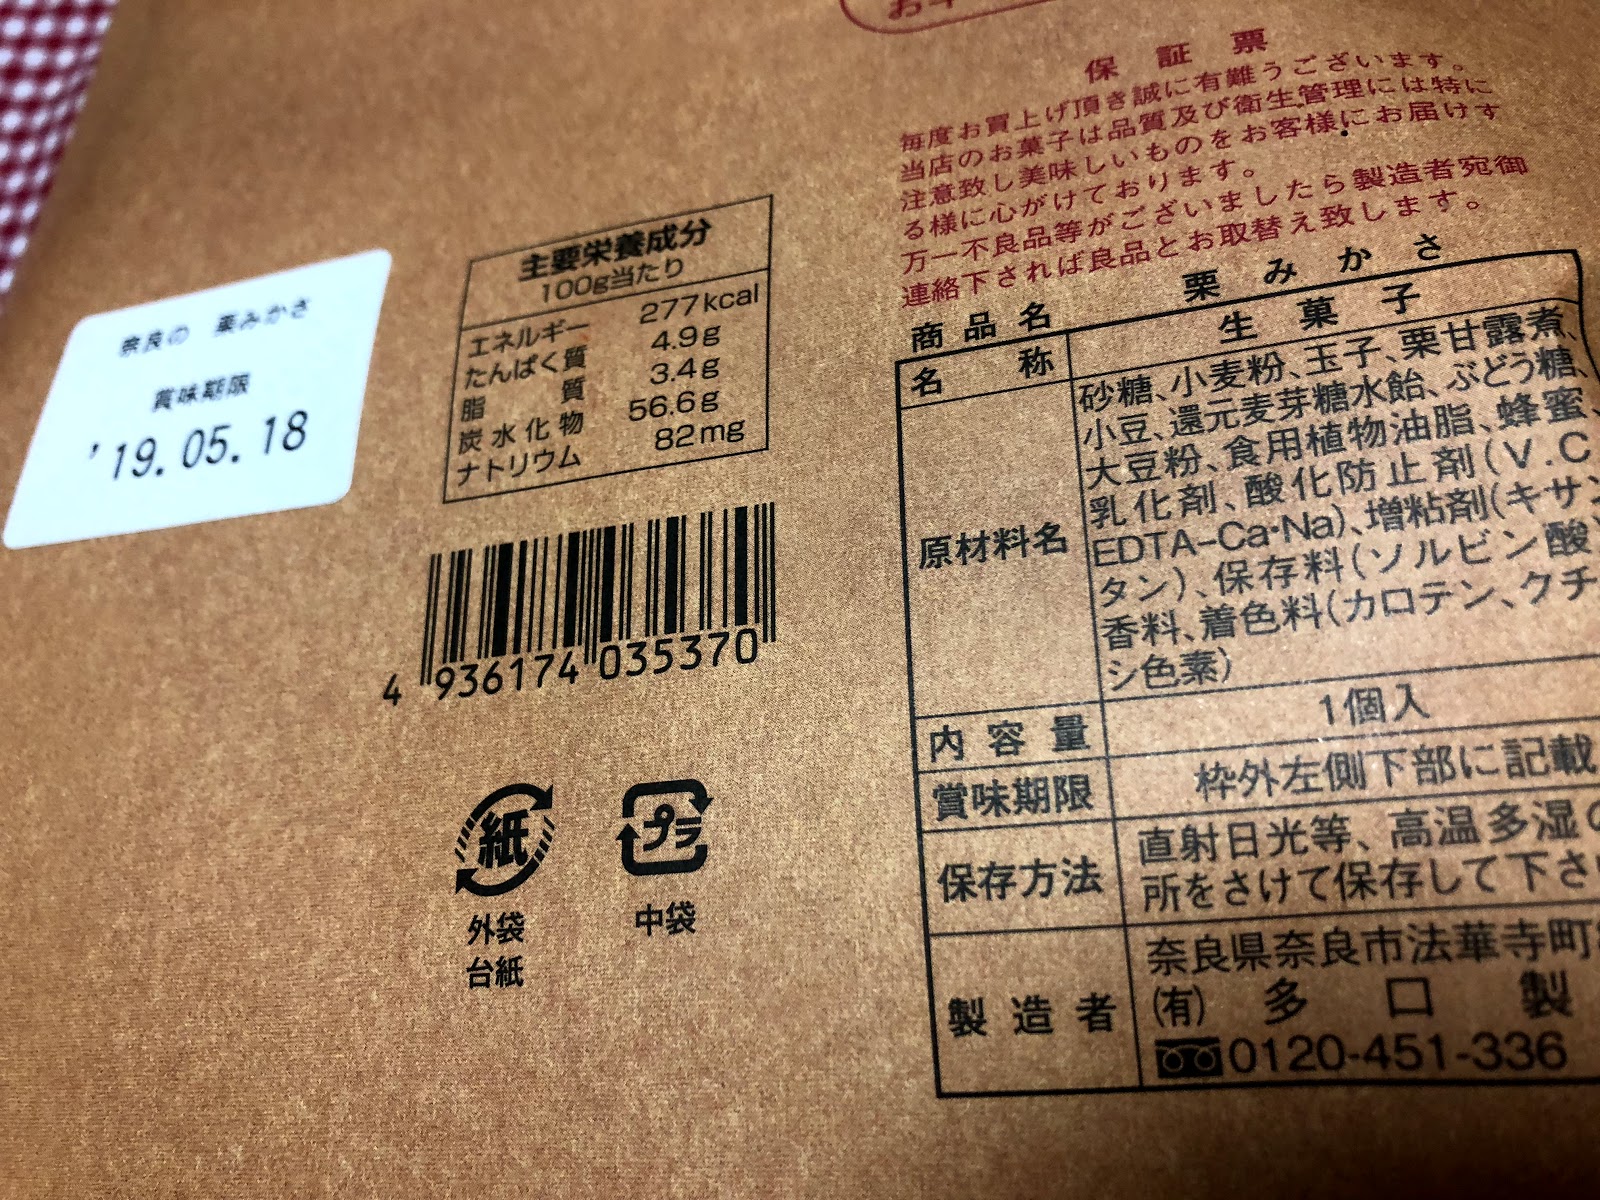 保証票
毎度お買上げ頂き誠に有難うございます。
当店のお菓子は品質及び衛生管理には特に
注意致し美味しいものをお客様にお届けす
る様に心がけております。
万一不良品等がございましたら製造者宛御
連絡下されば良品とお取替え致します。
奈良の 栗みかさ
賞味期限
'19.05.18
主要栄養成分
100g当たり
エネルギー 277kcal
たんぱく質 4.9g
脂質 3.4g
炭水化物 56.6g
ナトリウム 82mg
4 936174 035370
紙
外袋
台紙
プラ
中袋
商品名 栗みかさ
名称 生菓子
原材料名
砂糖、小麦粉、玉子、栗甘露煮、
小豆、還元麦芽糖水飴、ぶどう糖、
大豆粉、食用植物油脂、蜂蜜、
乳化剤、酸化防止剤(V.C
EDTA-Ca・Na)、増粘剤(キサン
タン)、保存料(ソルビン酸)
香料、着色料(カロテン、クチ
シ色素)
内容量 1個入
賞味期限 枠外左側下部に記載
保存方法
直射日光等、高温多湿の
所をさけて保存して下さい
製造者
奈良県奈良市法華寺町
(有)多口製
0120-451-336